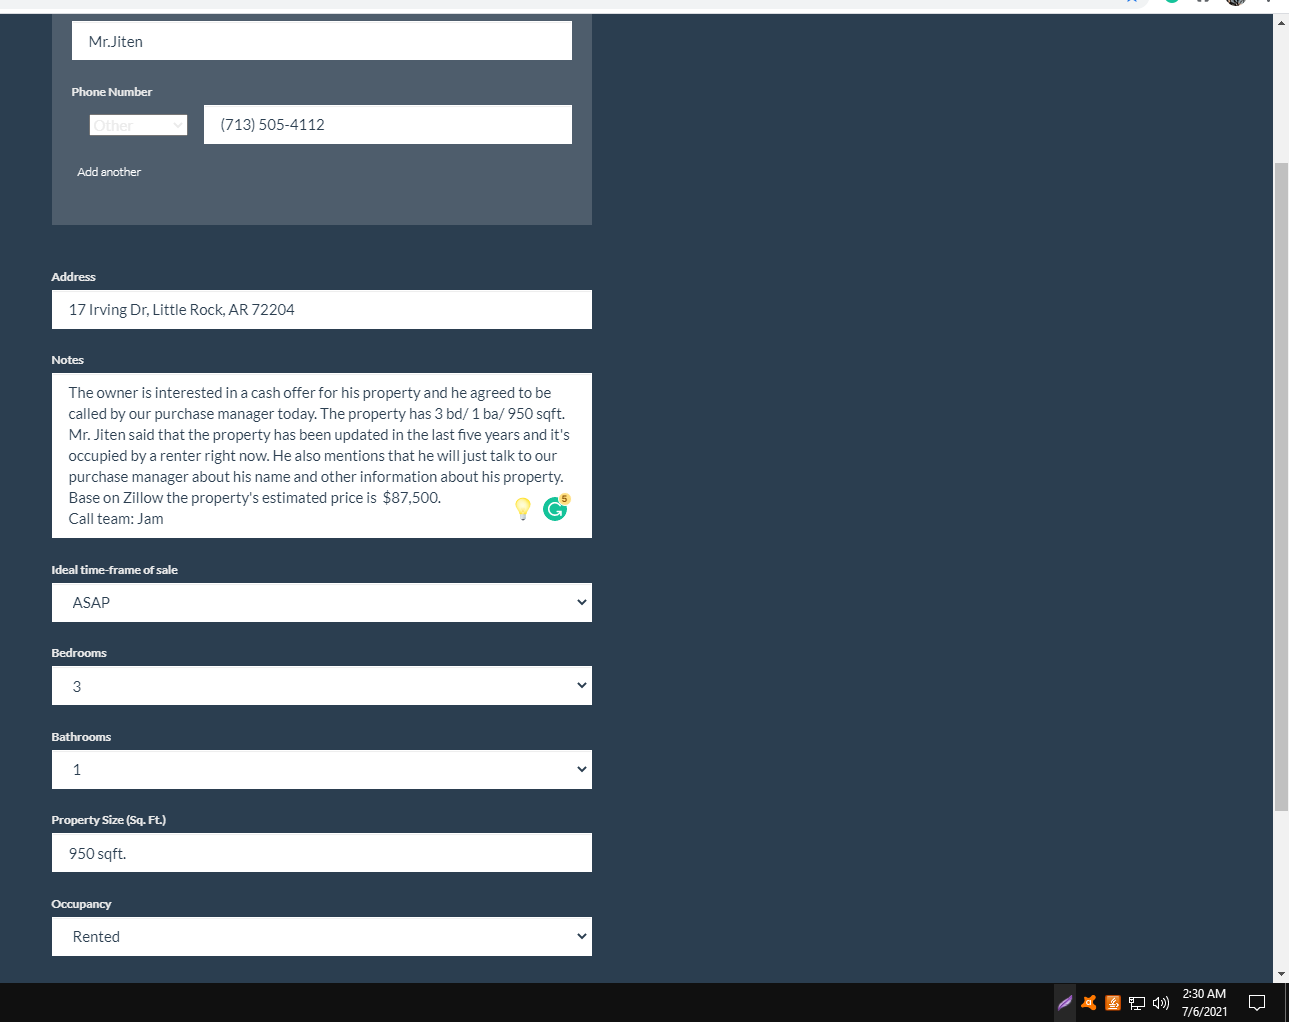 Mr.Jiten
Phone Number
Other
(713) 505-4112
Add another
Address
17 Irving Dr, Little Rock, AR 72204
Notes
The owner is interested in a cash offer for his property and he agreed to be
called by our purchase manager today. The property has 3 bd/ 1 ba/ 950 sqft.
Mr. Jiten said that the property has been updated in the last five years and it's
occupied by a renter right now. He also mentions that he will just talk to our
purchase manager about his name and other information about his property.
Base on Zillow the property's estimated price is  $87,500.
5
Call team: Jam
Ideal time-frame of sale
ASAP
Bedrooms
3
Bathrooms
1
Property Size (Sq. Ft.)
950 sqft.
Occupancy
Rented
2:30 AM
7/6/2021